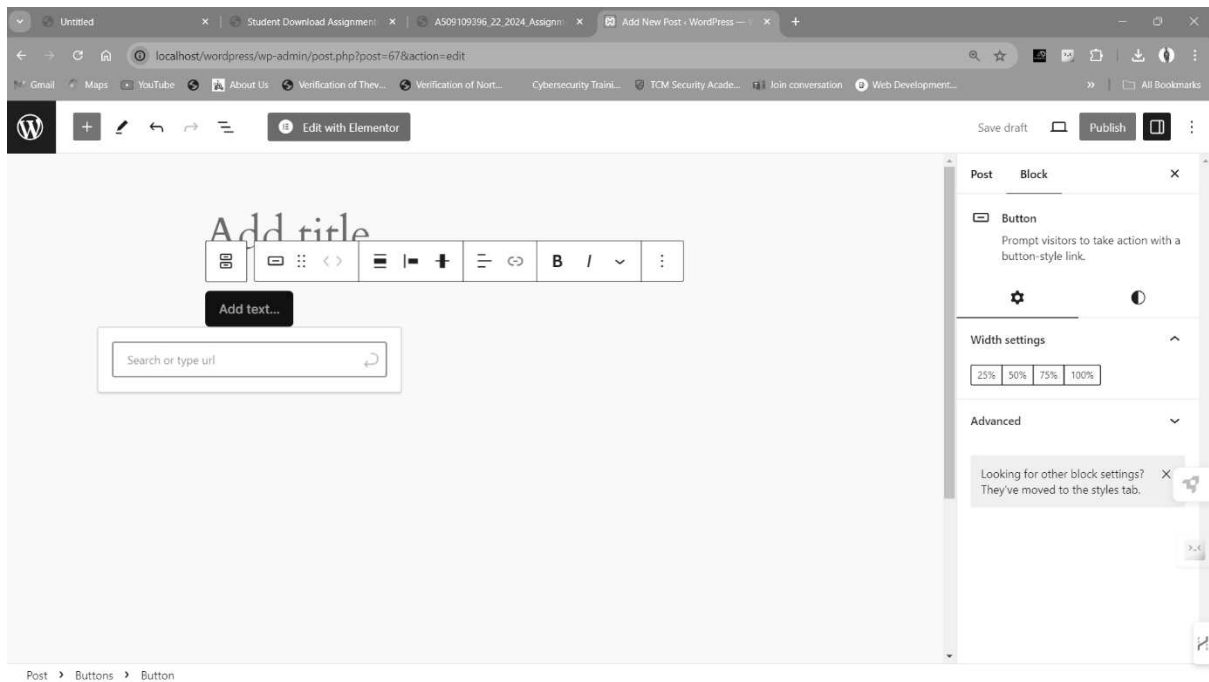 Untitled
Student Download Assignment
A509109396_22_2024_Assignm
Add New Post ‹ WordPress —
localhost/wordpress/wp-admin/post.php?post=67&action=edit
Gmail
Maps
YouTube
About Us
Verification of Thev...
Verification of Nort...
Cybersecurity Traini...
TCM Security Acade...
Join conversation
Web Development...
»
All Bookmarks
Edit with Elementor
Save draft
Publish
Add title
B I
Add text...
Search or type url
Post
Block
Button
Prompt visitors to take action with a
button-style link.
Width settings
25% 50% 75% 100%
Advanced
Looking for other block settings?
They've moved to the styles tab.
Post > Buttons > Button